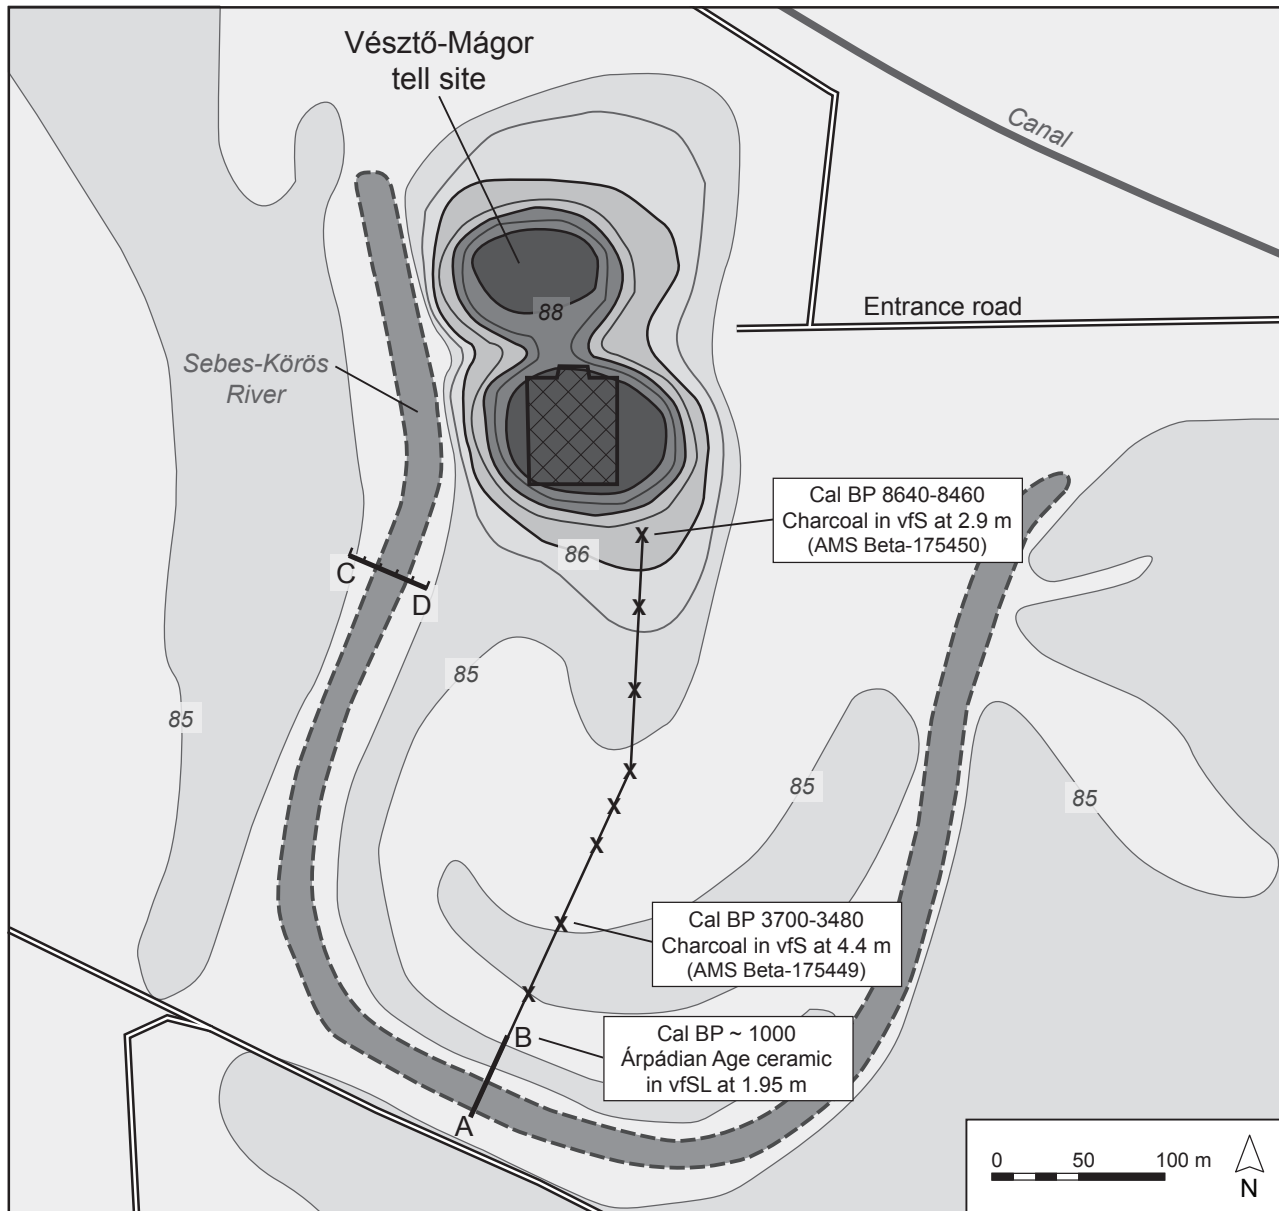 Vésztő-Mágor
tell site
Canal
88
Entrance road
Sebes-Körös
River
Cal BP 8640-8460
Charcoal in vfS at 2.9 m
(AMS Beta-175450)
86
C
D
X
X
X
X
X
X
X
X
85
85
85
85
Cal BP 3700-3480
Charcoal in vfS at 4.4 m
(AMS Beta-175449)
B
Cal BP ~ 1000
Árpádian Age ceramic
in vfSL at 1.95 m
A
0 50 100 m
N